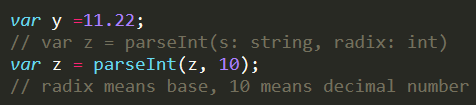 var y =11.22;
// var z = parseInt(s: string, radix: int)
var z = parseInt(z, 10);
// radix means base, 10 means decimal number